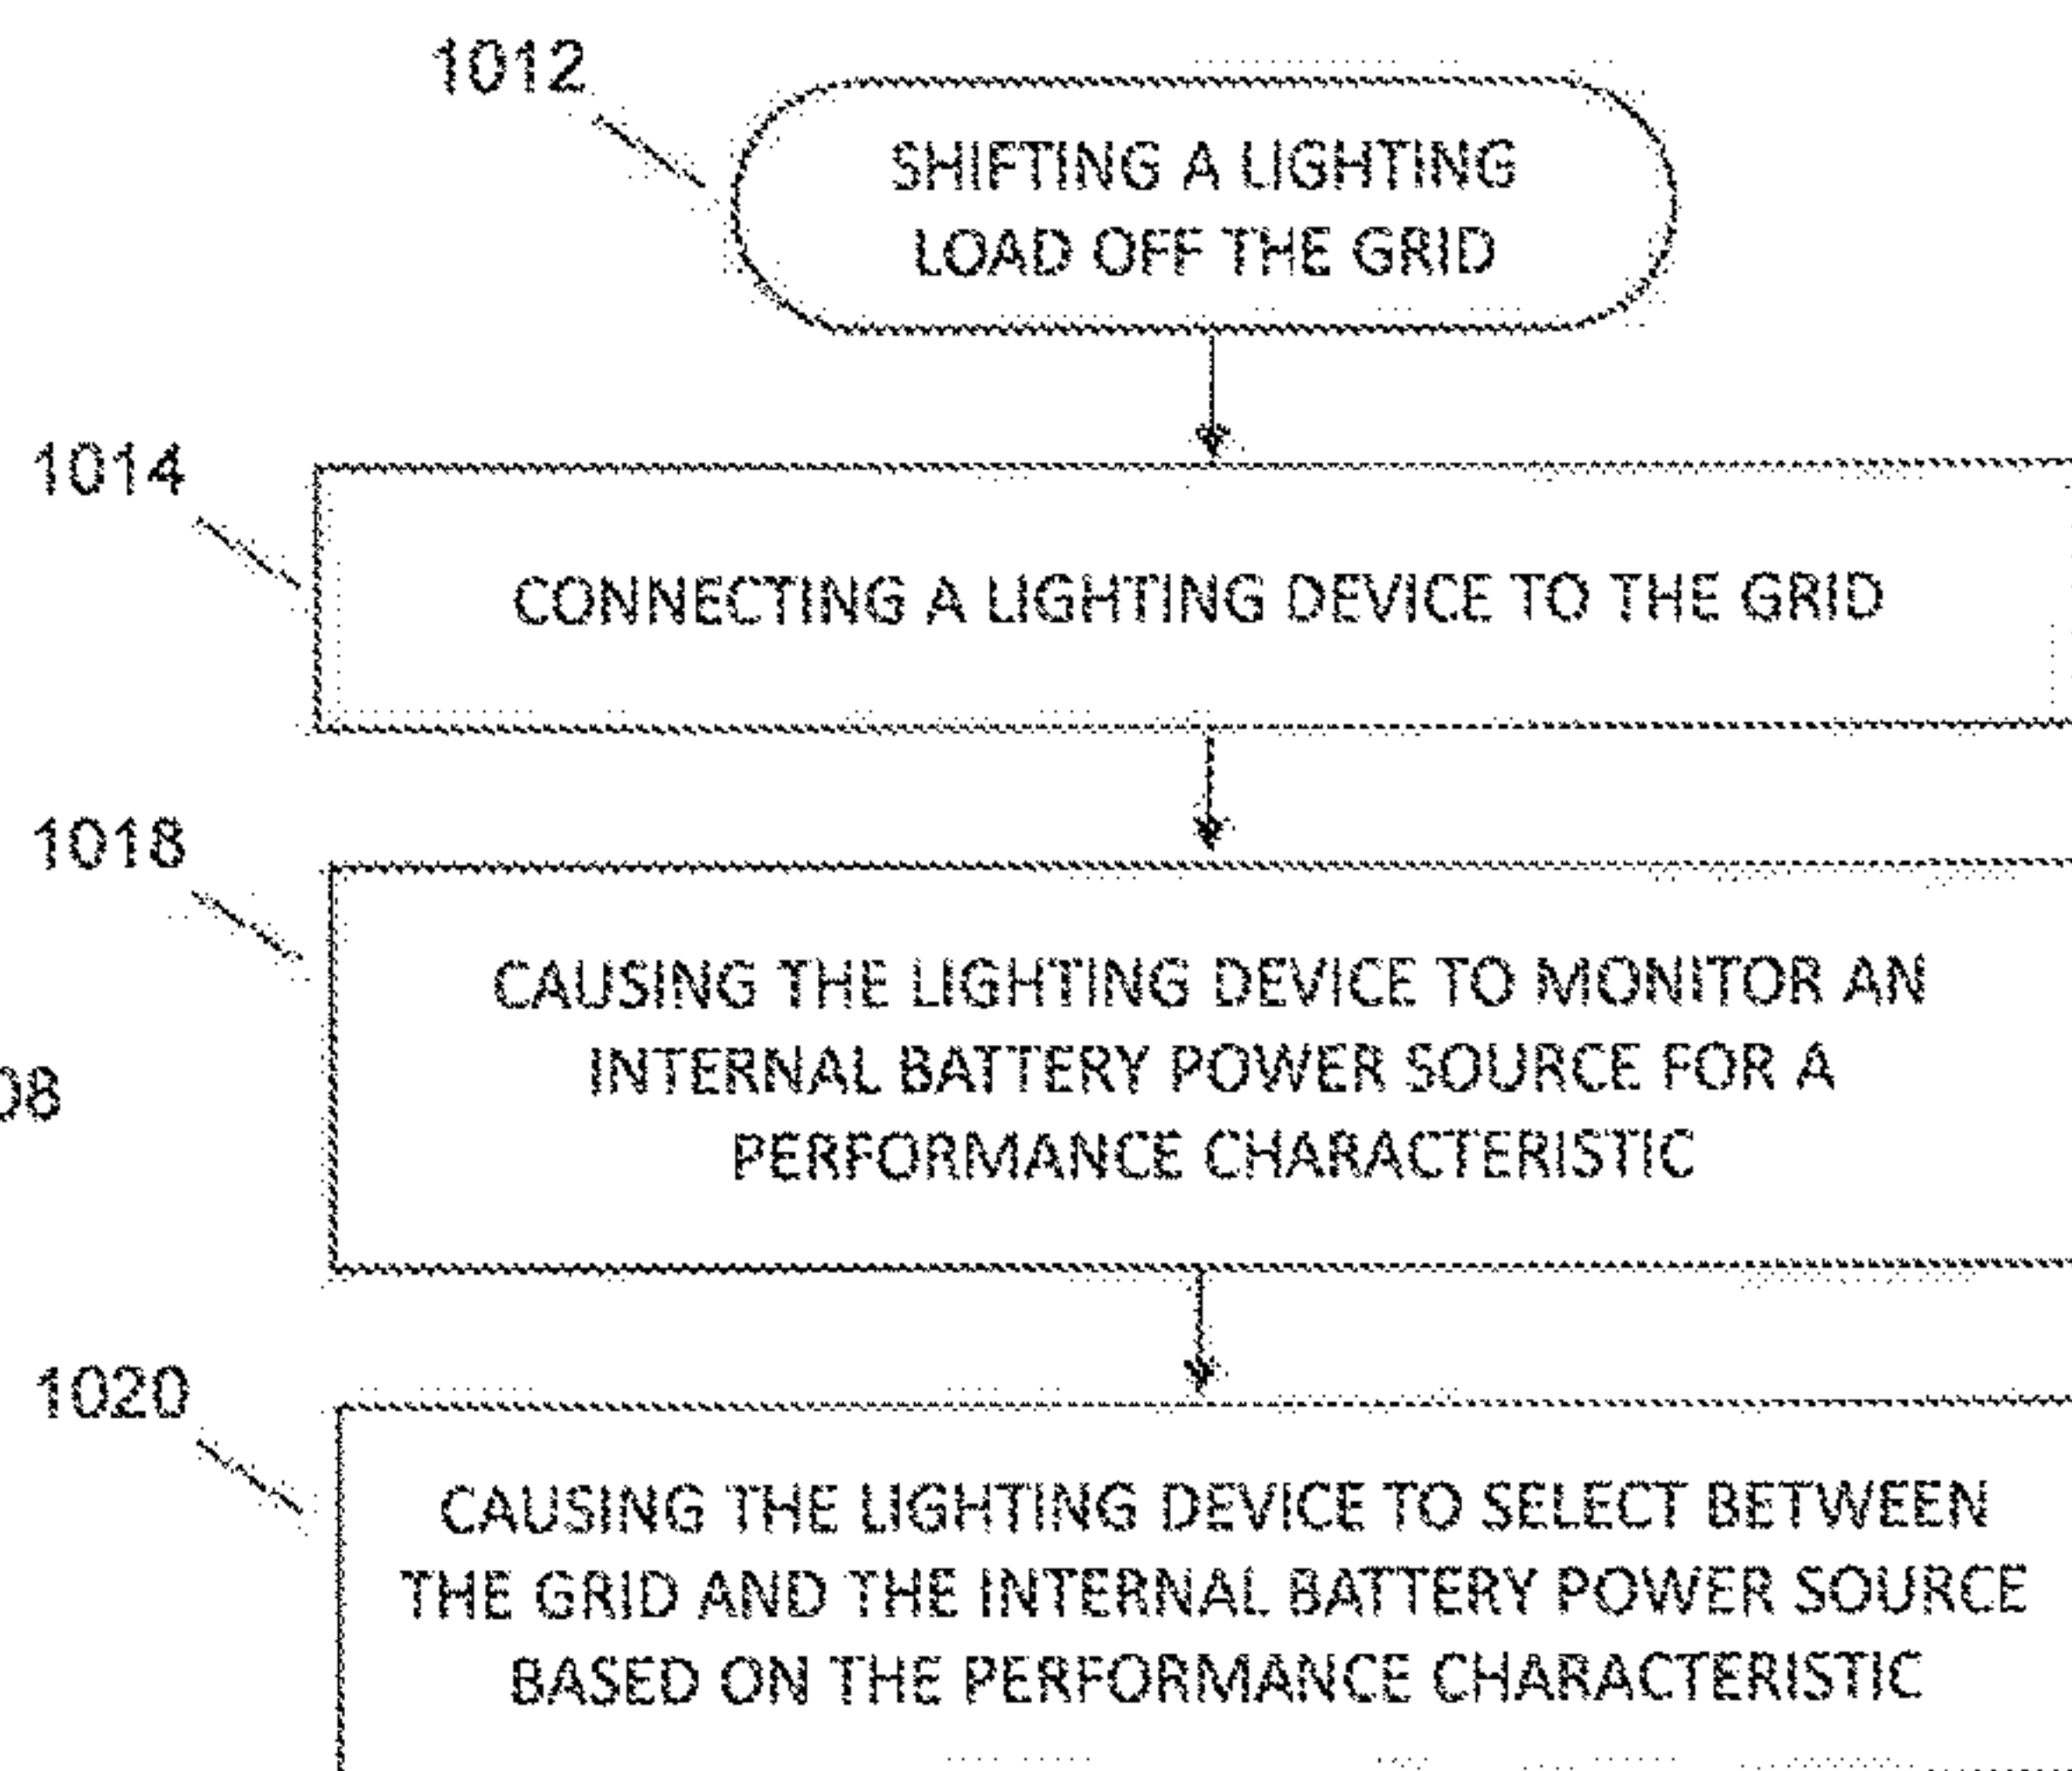 1012
SHIFTING A LIGHTING
LOAD OFF THE GRID
1014
CONNECTING A LIGHTING DEVICE TO THE GRID
1018
CAUSING THE LIGHTING DEVICE TO MONITOR AN
INTERNAL BATTERY POWER SOURCE FOR A
PERFORMANCE CHARACTERISTIC
08
1020
CAUSING THE LIGHTING DEVICE TO SELECT BETWEEN
THE GRID AND THE INTERNAL BATTERY POWER SOURCE
BASED ON THE PERFORMANCE CHARACTERISTIC